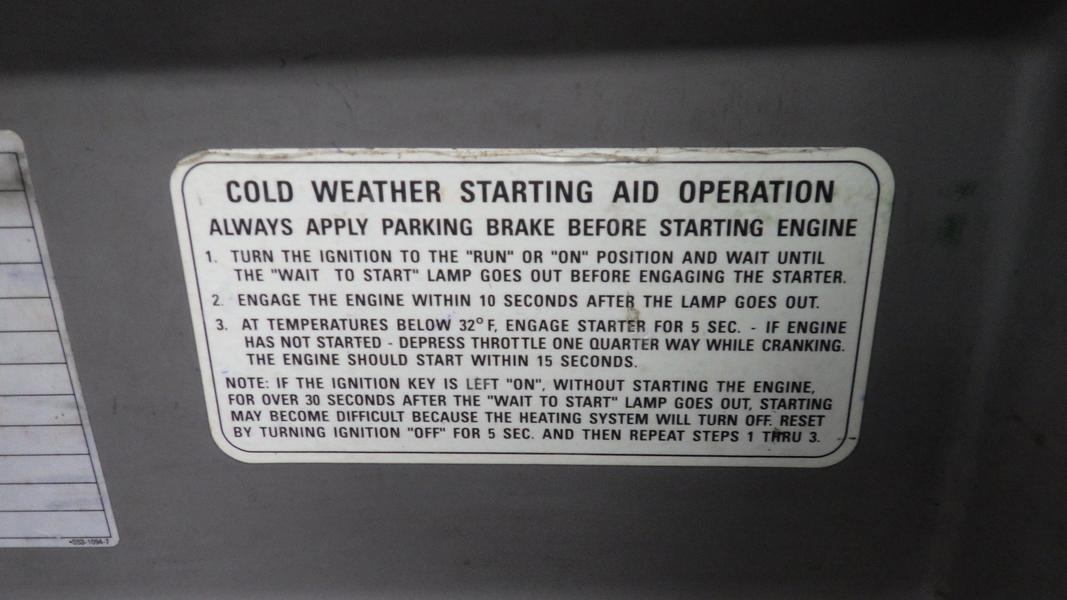 COLD WEATHER STARTING AID OPERATION
ALWAYS APPLY PARKING BRAKE BEFORE STARTING ENGINE
1. TURN THE IGNITION TO THE "RUN" OR "ON" POSITION AND WAIT UNTIL
THE "WAIT TO START" LAMP GOES OUT BEFORE ENGAGING THE STARTER.
2. ENGAGE THE ENGINE WITHIN 10 SECONDS AFTER THE LAMP GOES OUT.
3. AT TEMPERATURES BELOW 32°F, ENGAGE STARTER FOR 5 SEC. - IF ENGINE
HAS NOT STARTED - DEPRESS THROTTLE ONE QUARTER WAY WHILE CRANKING.
THE ENGINE SHOULD START WITHIN 15 SECONDS.
NOTE: IF THE IGNITION KEY IS LEFT "ON", WITHOUT STARTING THE ENGINE,
FOR OVER 30 SECONDS AFTER THE "WAIT TO START" LAMP GOES OUT, STARTING
MAY BECOME DIFFICULT BECAUSE THE HEATING SYSTEM WILL TURN OFF. RESET
BY TURNING IGNITION "OFF" FOR 5 SEC. AND THEN REPEAT STEPS 1 THRU 3.